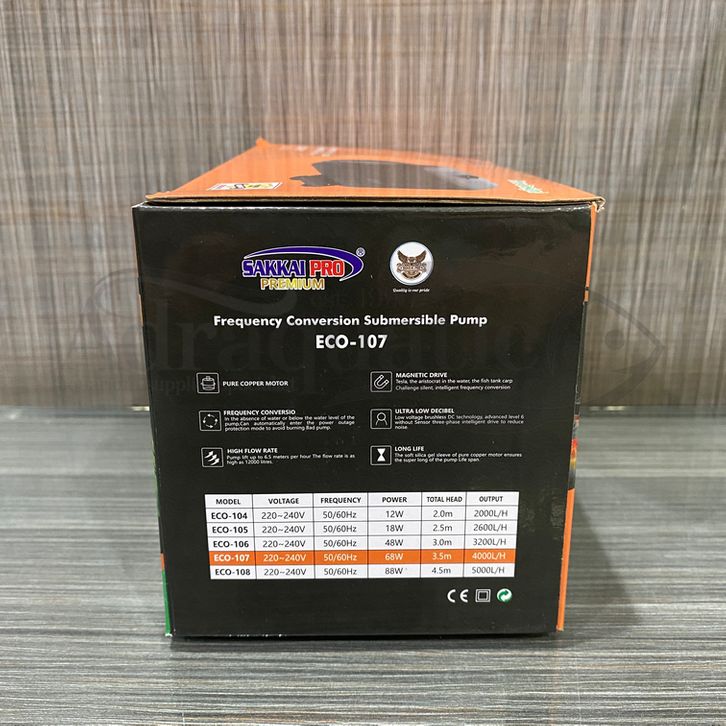 SAKKAI PRO ®
PREMIUM
Quality is our pride
Frequency Conversion Submersible Pump
ECO-107
PURE COPPER MOTOR
MAGNETIC DRIVE
Tesla, the aristocrat in the water, the fish tank carp
Challenge silent, intelligent frequency conversion
FREQUENCY CONVERSIO
In the absence of water or below the water level of the
pump,Can automatically enter the power outage
protection mode to avoid burning Bad pump.
ULTRA LOW DECIBEL
Low voltage brushless DC technology, advanced level 6
without Sensor three-phase intelligent drive to reduce
noise.
HIGH FLOW RATE
Pump lift up to 6.5 meters per hour The flow rate is as
high as 12000 litres.
LONG LIFE
The soft silica gel sleeve of pure copper motor ensures
the super long of the pump Life span.
MODEL VOLTAGE FREQUENCY POWER TOTAL HEAD OUTPUT
ECO-104 220~240V 50/60Hz 12W 2.0m 2000L/H
ECO-105 220~240V 50/60Hz 18W 2.5m 2600L/H
ECO-106 220~240V 50/60Hz 48W 3.0m 3200L/H
ECO-107 220~240V 50/60Hz 68W 3.5m 4000L/H
ECO-108 220~240V 50/60Hz 88W 4.5m 5000L/H
CE